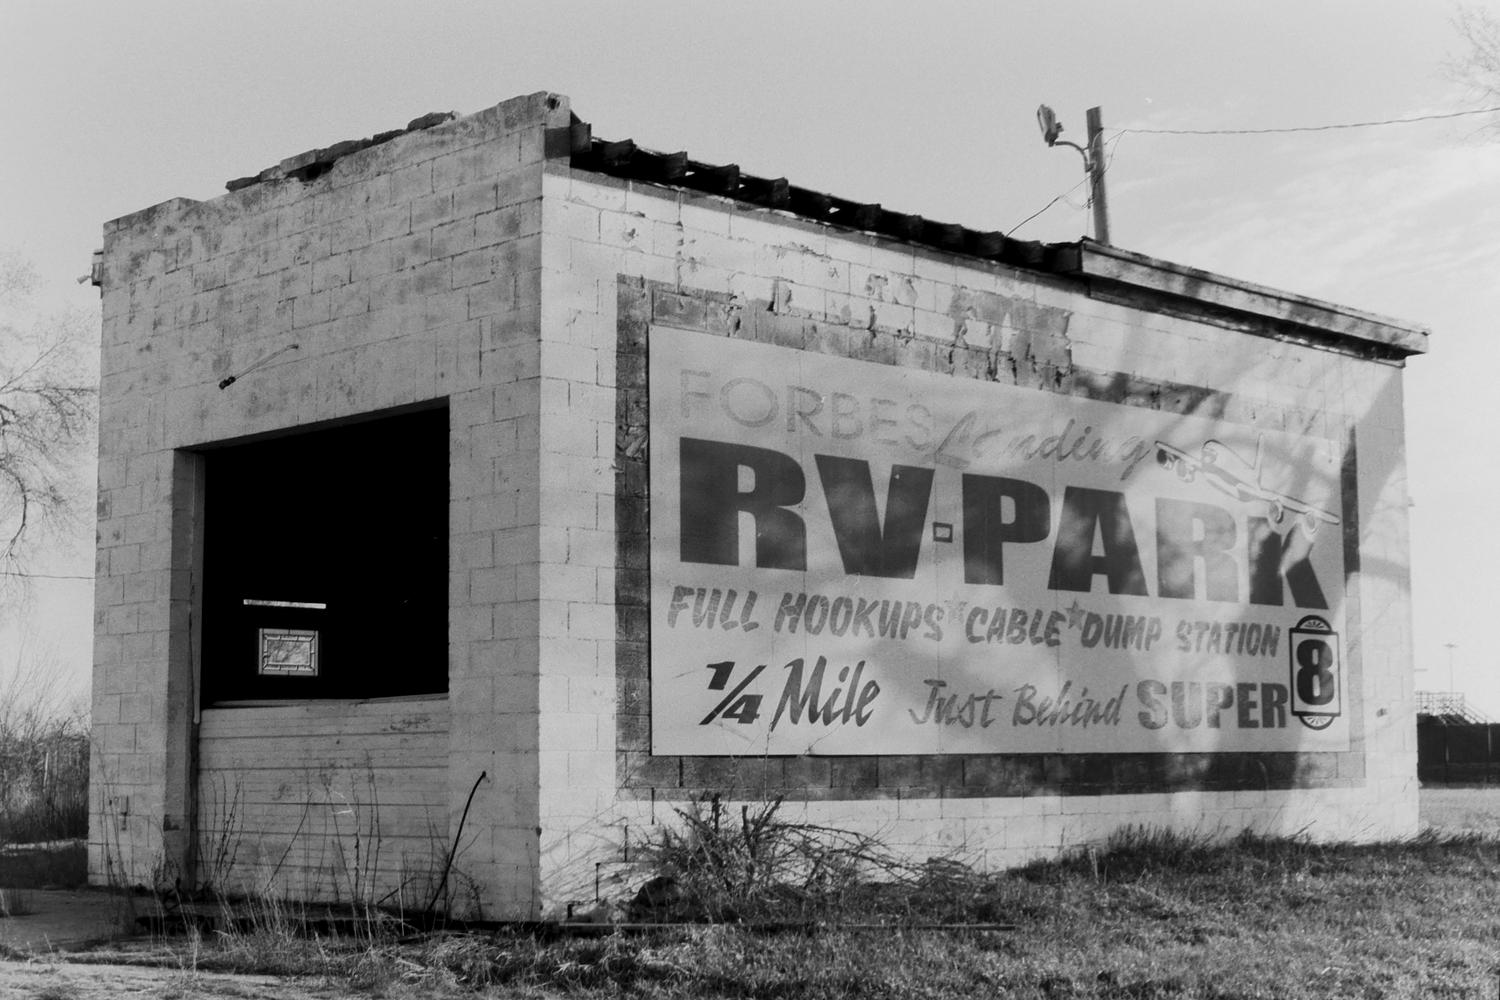 FORBES Landing
RV-PARK
FULL HOOKUPS*CABLE*DUMP STATION
1/4 Mile Just Behind SUPER 8